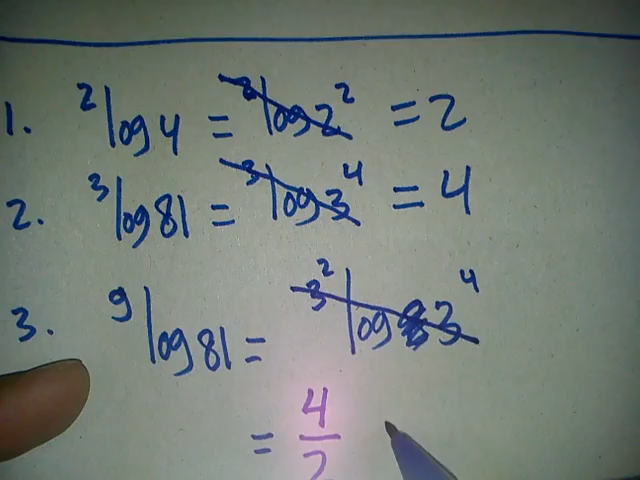 1. ²log 4 = ²log 2² = 2
2. ³log 81 = ³log 3⁴ = 4
3. ⁹log 81 = 3²log 3⁴
= 4/2